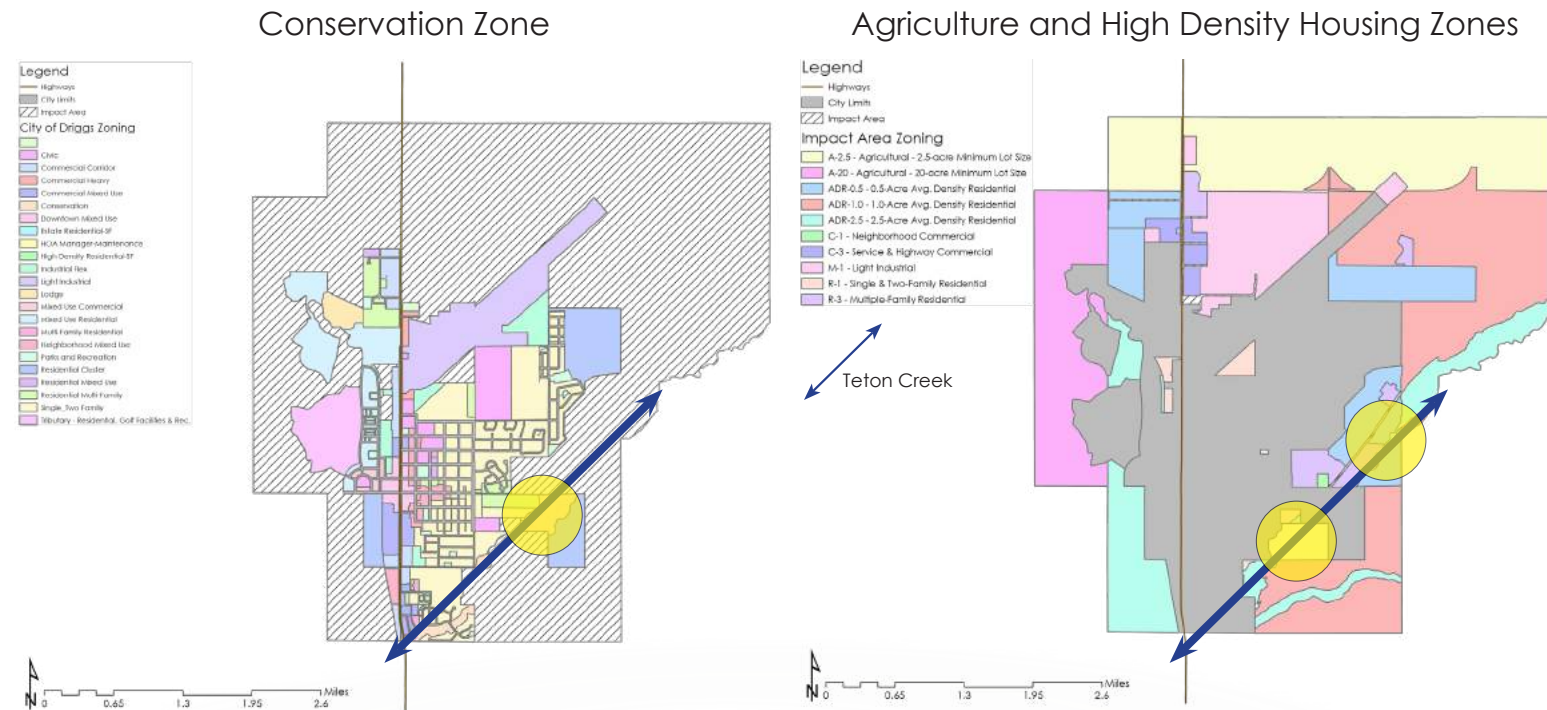 Conservation Zone
Legend
Highways
City Limits
Impact Area
City of Driggs Zoning
Civic
Commercial Corridor
Commercial Heavy
Commercial Mixed Use
Conservation
Downtown Mixed Use
Estate Residential-SF
HOA Manager-Maintenance
High Density Residential-SF
Industrial Flex
Light Industrial
Lodge
Mixed Use Commercial
Mixed Use Residential
Multi Family Residential
Neighborhood Mixed Use
Parks and Recreation
Residential Cluster
Residential Mixed Use
Residential Multi Family
Single_Two Family
Tributary - Residential, Golf Facilities & Rec.
N
0 0.65 1.3 1.95 2.6
Miles
Agriculture and High Density Housing Zones
Legend
Highways
City Limits
Impact Area
Impact Area Zoning
A-2.5 - Agricultural - 2.5-acre Minimum Lot Size
A-20 - Agricultural - 20-acre Minimum Lot Size
ADR-0.5 - 0.5-Acre Avg. Density Residential
ADR-1.0 - 1.0-Acre Avg. Density Residential
ADR-2.5 - 2.5-Acre Avg. Density Residential
C-1 - Neighborhood Commercial
C-3 - Service & Highway Commercial
M-1 - Light Industrial
R-1 - Single & Two-Family Residential
R-3 - Multiple-Family Residential
Teton Creek
N
0 0.65 1.3 1.95 2.6
Miles